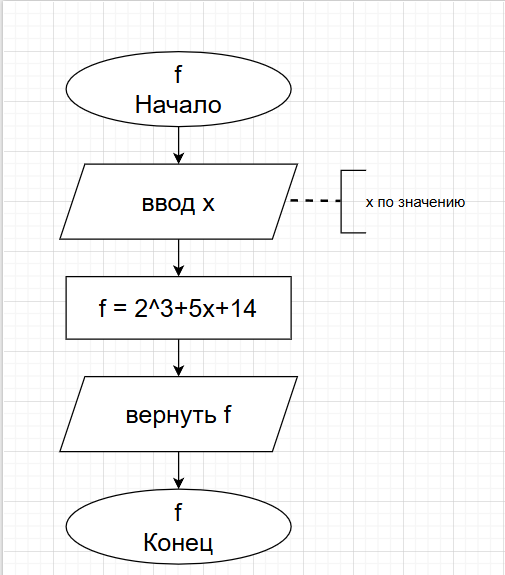 f
Начало
ввод x
x по значению
f = 2^3+5x+14
вернуть f
f
Конец